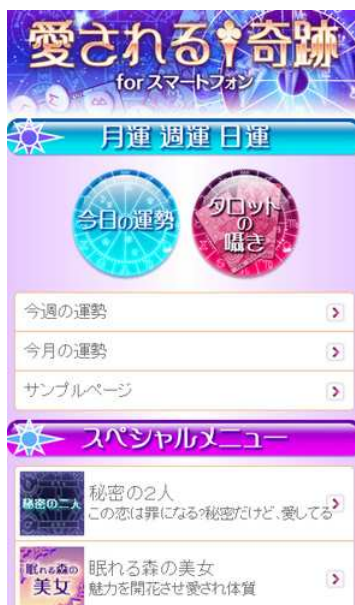 愛される奇跡
for スマートフォン
月運 週運 日運
今日の運勢
タロット
の
囁き
今週の運勢
今月の運勢
サンプルページ
スペシャルメニュー
秘密の二人
秘密の2人
この恋は罪になる?秘密だけど、愛してる
眠れる森の
美女
眠れる森の美女
魅力を開花させ愛され体質